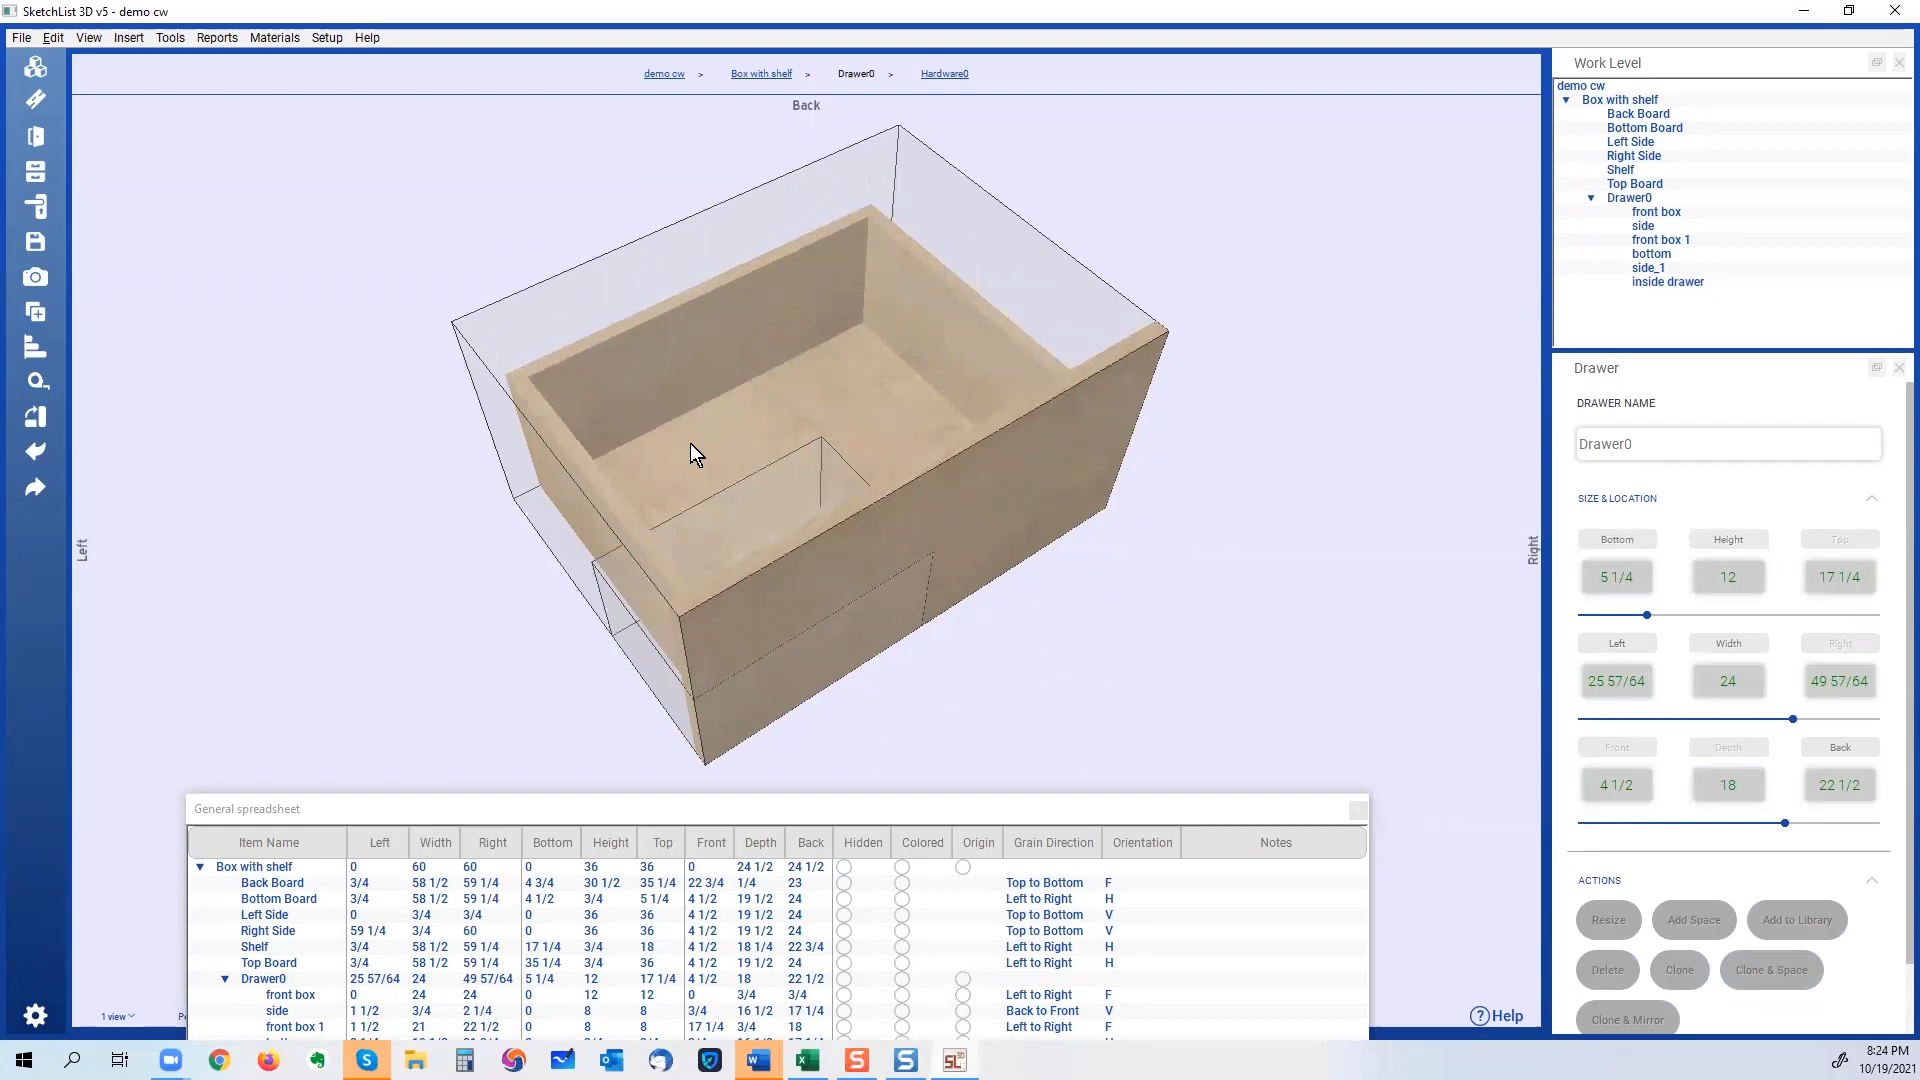 SketchList 3D v5 - demo cw
File Edit View Insert Tools Reports Materials Setup Help
demo cw > Box with shelf > Drawer0 > Hardware0
Back
Left
Right
1 view
Help
Work Level
demo cw
Box with shelf
Back Board
Bottom Board
Left Side
Right Side
Shelf
Top Board
Drawer0
front box
side
front box 1
bottom
side_1
inside drawer
Drawer
DRAWER NAME
Drawer0
SIZE & LOCATION
Bottom Height Top
5 1/4 12 17 1/4
Left Width Right
25 57/64 24 49 57/64
Front Depth Back
4 1/2 18 22 1/2
ACTIONS
Resize Add Space Add to Library
Delete Clone Clone & Space
Clone & Mirror
General spreadsheet
Item Name Left Width Right Bottom Height Top Front Depth Back Hidden Colored Origin Grain Direction Orientation Notes
Box with shelf 0 60 60 0 36 36 0 24 1/2 24 1/2
Back Board 3/4 58 1/2 59 1/4 4 3/4 30 1/2 35 1/4 22 3/4 1/4 23 Top to Bottom F
Bottom Board 3/4 58 1/2 59 1/4 4 1/2 3/4 5 1/4 4 1/2 19 1/2 24 Left to Right H
Left Side 0 3/4 3/4 0 36 36 4 1/2 19 1/2 24 Top to Bottom V
Right Side 59 1/4 3/4 60 0 36 36 4 1/2 19 1/2 24 Top to Bottom V
Shelf 3/4 58 1/2 59 1/4 17 1/4 3/4 18 4 1/2 18 1/4 22 3/4 Left to Right H
Top Board 3/4 58 1/2 59 1/4 35 1/4 3/4 36 4 1/2 19 1/2 24 Left to Right H
Drawer0 25 57/64 24 49 57/64 5 1/4 12 17 1/4 4 1/2 18 22 1/2
front box 0 24 24 0 12 12 0 3/4 3/4 Left to Right F
side 1 1/2 3/4 2 1/4 0 8 8 3/4 16 1/2 17 1/4 Back to Front V
front box 1 1 1/2 21 22 1/2 0 8 8 17 1/4 3/4 18 Left to Right F
8:24 PM
10/19/2021